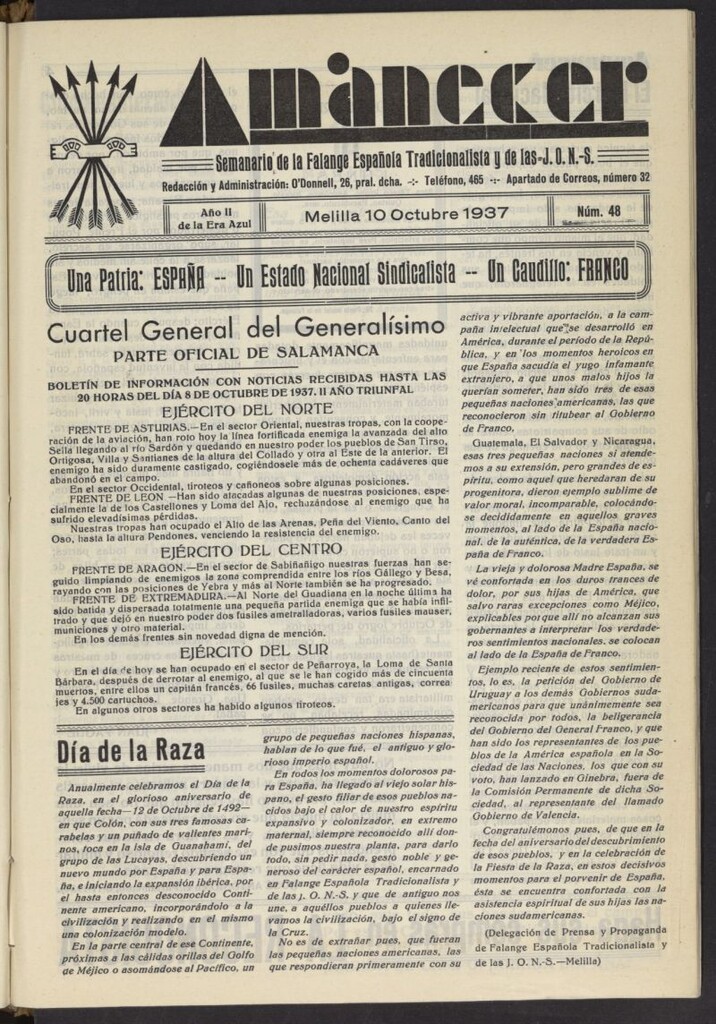 Amanecer
Semanario de la Falange Española Tradicionalista y de las J. O. N.-S.
Redacción y Administración: O'Donnell, 26, pral. dcha. -:- Teléfono, 465 -:- Apartado de Correos, número 32
Año II
de la Era Azul
Melilla 10 Octubre 1937
Núm. 48
Una Patria: ESPAÑA -- Un Estado Nacional Sindicalista -- Un Caudillo: FRANCO
Cuartel General del Generalísimo
PARTE OFICIAL DE SALAMANCA
BOLETÍN DE INFORMACIÓN CON NOTICIAS RECIBIDAS HASTA LAS
20 HORAS DEL DÍA 8 DE OCTUBRE DE 1937. II AÑO TRIUNFAL
EJÉRCITO DEL NORTE
FRENTE DE ASTURIAS.—En el sector Oriental, nuestras tropas, con la coope-
ración de la aviación, han roto hoy la línea fortificada enemiga la avanzada del alto
Sella llegando al río Sardón y quedando en nuestro poder los pueblos de San Tirso,
Ortigosa, Villa y Santianes de la altura del Collado y otra al Este de la anterior. El
enemigo ha sido duramente castigado, cogiéndosele más de ochenta cadáveres que
abandonó en el campo.
En el sector Occidental, tiroteos y cañoneos sobre algunas posiciones.
FRENTE DE LEON.—Han sido atacadas algunas de nuestras posiciones, espe-
cialmente la de los Castellones y Loma del Ajo, rechazándose al enemigo que ha
sufrido elevadísimas pérdidas.
Nuestras tropas han ocupado el Alto de las Arenas, Peña del Viento, Canto del
Oso, hasta la altura Pendones, venciendo la resistencia del enemigo.
EJÉRCITO DEL CENTRO
FRENTE DE ARAGON.—En el sector de Sabiñañigo nuestras fuerzas han se-
guido limpiando de enemigos la zona comprendida entre los ríos Gállego y Besa,
rayando con las posiciones de Yebra y más al Norte también se ha progresado.
FRENTE DE EXTREMADURA.—Al Norte del Guadiana en la noche última ha
sido batida y dispersada totalmente una pequeña partida enemiga que se había infil-
trado y que dejó en nuestro poder dos fusiles ametralladoras, varios fusiles mauser,
municiones y otro material.
En los demás frentes sin novedad digna de mención.
EJÉRCITO DEL SUR
En el día de hoy se han ocupado en el sector de Peñarroya, la Loma de Santa
Bárbara, después de derrotar al enemigo, al que se le han cogido más de cincuenta
muertos, entre ellos un capitán francés, 66 fusiles, muchas caretas antigas, correa-
jes y 4.500 cartuchos.
En algunos otros sectores ha habido algunos tiroteos.
Día de la Raza
Anualmente celebramos el Día de la
Raza, en el glorioso aniversario de
aquella fecha—12 de Octubre de 1492—
en que Colón, con sus tres famosas ca-
rabelas y un puñado de valientes mari-
nos, toca en la isla de Guanahamí, del
grupo de las Lucayas, descubriendo un
nuevo mundo por España y para Espa-
ña, e iniciando la expansión ibérica, por
el hasta entonces desconocido Conti-
nente americano, incorporándolo a la
civilización y realizando en el mismo
una colonización modelo.
En la parte central de ese Continente,
próximas a las cálidas orillas del Golfo
de Méjico o asomándose al Pacífico, un
grupo de pequeñas naciones hispanas,
hablan de lo que fué, el antiguo y glo-
rioso imperio español.
En todos los momentos dolorosos pa-
ra España, ha llegado al viejo solar his-
pano, el gesto filiar de esos pueblos na-
cidos bajo el calor de nuestro espíritu
expansivo y colonizador, en extremo
maternal, siempre reconocido allí don-
de pusimos nuestra planta, para darlo
todo, sin pedir nada, gesto noble y ge-
neroso del carácter español, encarnado
en Falange Española Tradicionalista y
de las J. O. N.-S. y que de antiguo nos
une, a aquéllos pueblos a quienes lle-
vamos la civilización, bajo el signo de
la Cruz.
No es de extrañar pues, que fueran
las pequeñas naciones americanas, las
que respondieran primeramente con su
activa y vibrante aportación, a la cam-
paña intelectual que se desarrolló en
América, durante el período de la Repú-
blica, y en los momentos heroicos en
que España sacudía el yugo infamante
extranjero, a que unos malos hijos la
querían someter, han sido tres de esas
pequeñas naciones americanas, las que
reconocieron sin titubear al Gobierno
de Franco.
Guatemala, El Salvador y Nicaragua,
esas tres pequeñas naciones si atende-
mos a su extensión, pero grandes de es-
píritu, como aquel que heredaran de su
progenitora, dieron ejemplo sublime de
valor moral, incomparable, colocándo-
se decididamente en aquellos graves
momentos, al lado de la España nacio-
nal, de la auténtica, de la verdadera Es-
paña de Franco.
La vieja y dolorosa Madre España, se
vé confortada en los duros trances de
dolor, por sus hijas de América, que
salvo raras excepciones como Méjico,
explicables porque allí no alcanzan sus
gobernantes a interpretar los verdade-
ros sentimientos nacionales, se colocan
al lado de la España de Franco.
Ejemplo reciente de estos sentimien-
tos, lo es, la petición del Gobierno de
Uruguay a los demás Gobiernos suda-
mericanos para que unánimemente sea
reconocida por todos, la beligerancia
del Gobierno del General Franco, y que
han sido los representantes de los pue-
blos de la América española en la So-
ciedad de las Naciones, los que con su
voto, han lanzado en Ginebra, fuera de
la Comisión Permanente de dicha So-
ciedad, al representante del llamado
Gobierno de Valencia.
Congratulémonos pues, de que en la
fecha del aniversario del descubrimiento
de esos pueblos, y en la celebración de
la Fiesta de la Raza, en estos decisivos
momentos para el porvenir de España,
ésta se encuentra confortada con la
asistencia espiritual de sus hijas las na-
ciones sudamericanas.
(Delegación de Prensa y Propaganda
de Falange Española Tradicionalista y
de las J. O. N.-S.—Melilla)